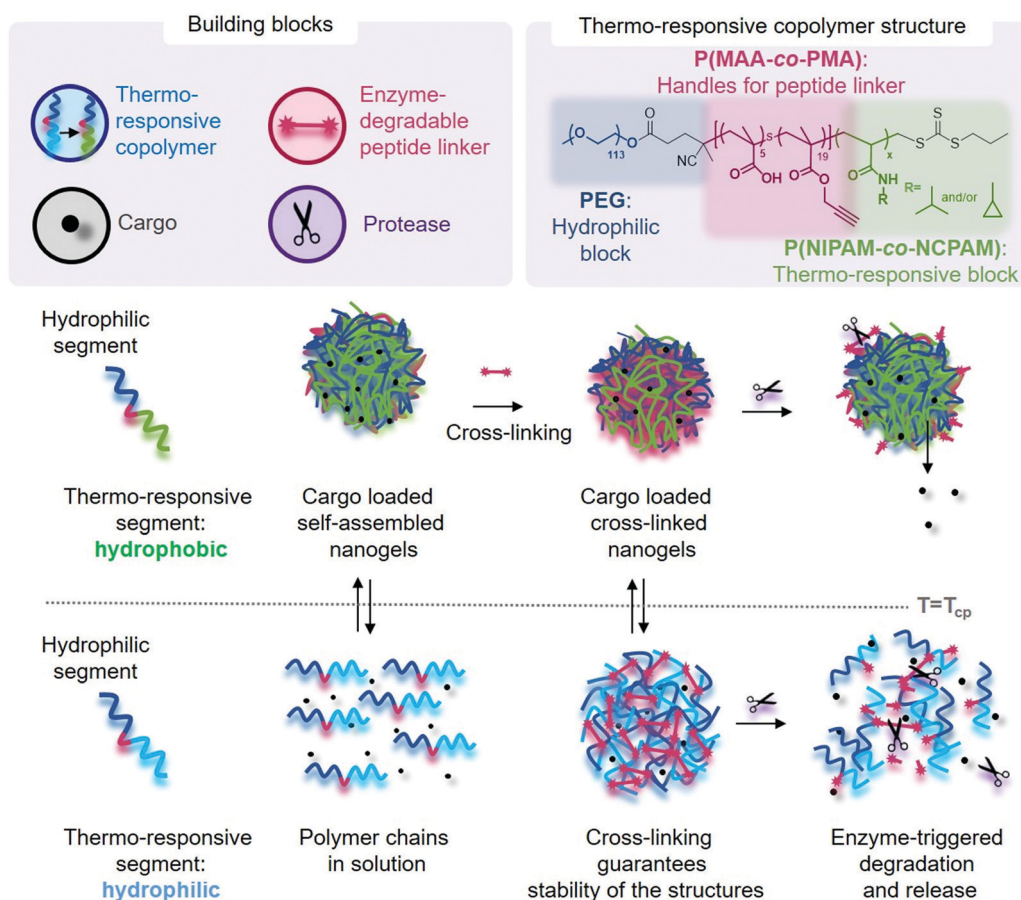 Building blocks
Thermo-
responsive
copolymer
Enzyme-
degradable
peptide linker
Cargo
Protease
Thermo-responsive copolymer structure
P(MAA-co-PMA):
Handles for peptide linker
O
113
O
O
CN
5
s
19
x
O
OH
O
O
O
NH
R
R=
and/or
S
S
S
PEG:
Hydrophilic
block
P(NIPAM-co-NCPAM):
Thermo-responsive block
Hydrophilic
segment
Cross-linking
Thermo-responsive
segment:
hydrophobic
Cargo loaded
self-assembled
nanogels
Cargo loaded
cross-linked
nanogels
T=Tcp
Hydrophilic
segment
Thermo-responsive
segment:
hydrophilic
Polymer chains
in solution
Cross-linking
guarantees
stability of the structures
Enzyme-triggered
degradation
and release